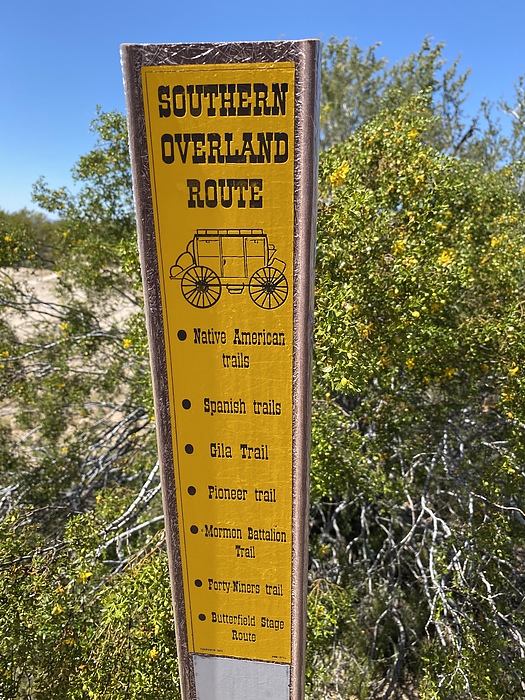 SOUTHERN
OVERLAND
ROUTE
• Native American
trails
• Spanish trails
• Gila Trail
• Pioneer trail
• Mormon Battalion
Trail
• Forty-Niners trail
• Butterfield Stage
Route